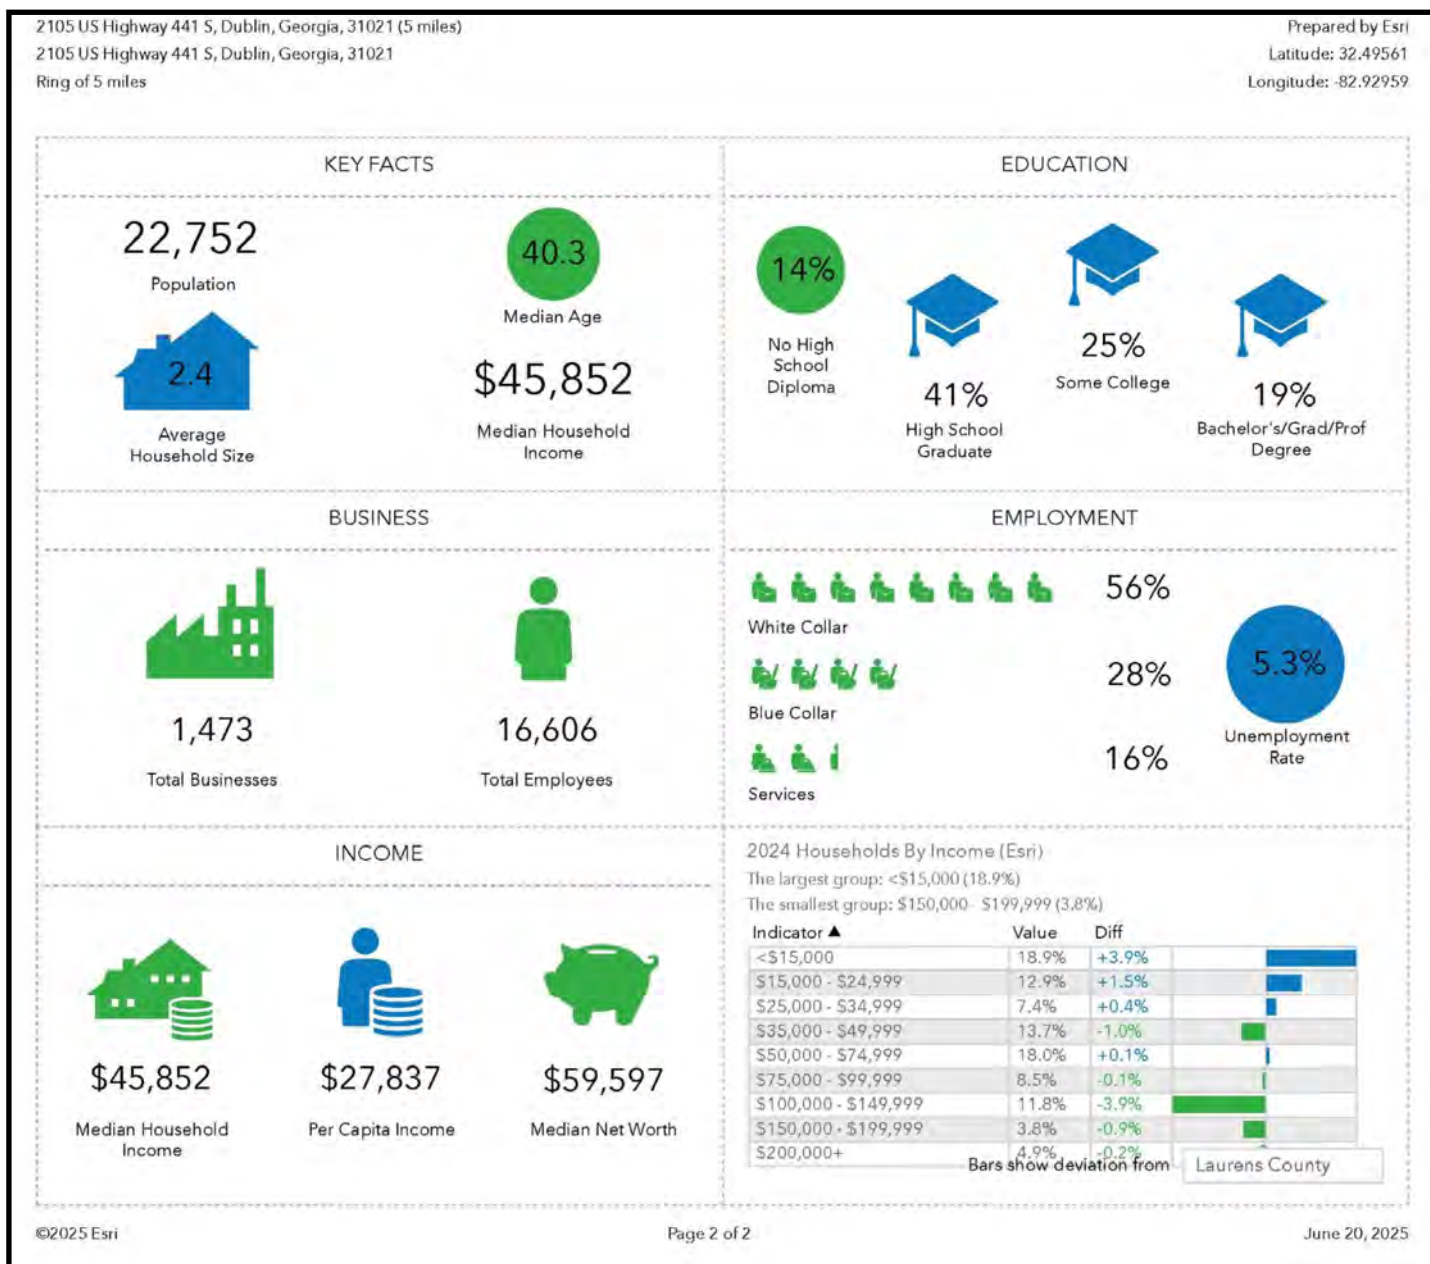 2105 US Highway 441 S, Dublin, Georgia, 31021 (5 miles)
2105 US Highway 441 S, Dublin, Georgia, 31021
Ring of 5 miles
Prepared by Esri
Latitude: 32.49561
Longitude: -82.92959
KEY FACTS
22,752
Population
40.3
Median Age
2.4
Average
Household Size
$45,852
Median Household
Income
EDUCATION
14%
No High
School
Diploma
41%
High School
Graduate
25%
Some College
19%
Bachelor's/Grad/Prof
Degree
BUSINESS
1,473
Total Businesses
16,606
Total Employees
EMPLOYMENT
56%
White Collar
28%
Blue Collar
16%
Services
5.3%
Unemployment
Rate
INCOME
$45,852
Median Household
Income
$27,837
Per Capita Income
$59,597
Median Net Worth
2024 Households By Income (Esri)
The largest group: <$15,000 (18.9%)
The smallest group: $150,000 - $199,999 (3.8%)
Indicator ▲ Value Diff
<$15,000 18.9% +3.9%
$15,000 - $24,999 12.9% +1.5%
$25,000 - $34,999 7.4% +0.4%
$35,000 - $49,999 13.7% -1.0%
$50,000 - $74,999 18.0% +0.1%
$75,000 - $99,999 8.5% -0.1%
$100,000 - $149,999 11.8% -3.9%
$150,000 - $199,999 3.8% -0.9%
$200,000+ 4.9% -0.2%
Bars show deviation from Laurens County
©2025 Esri
Page 2 of 2
June 20, 2025